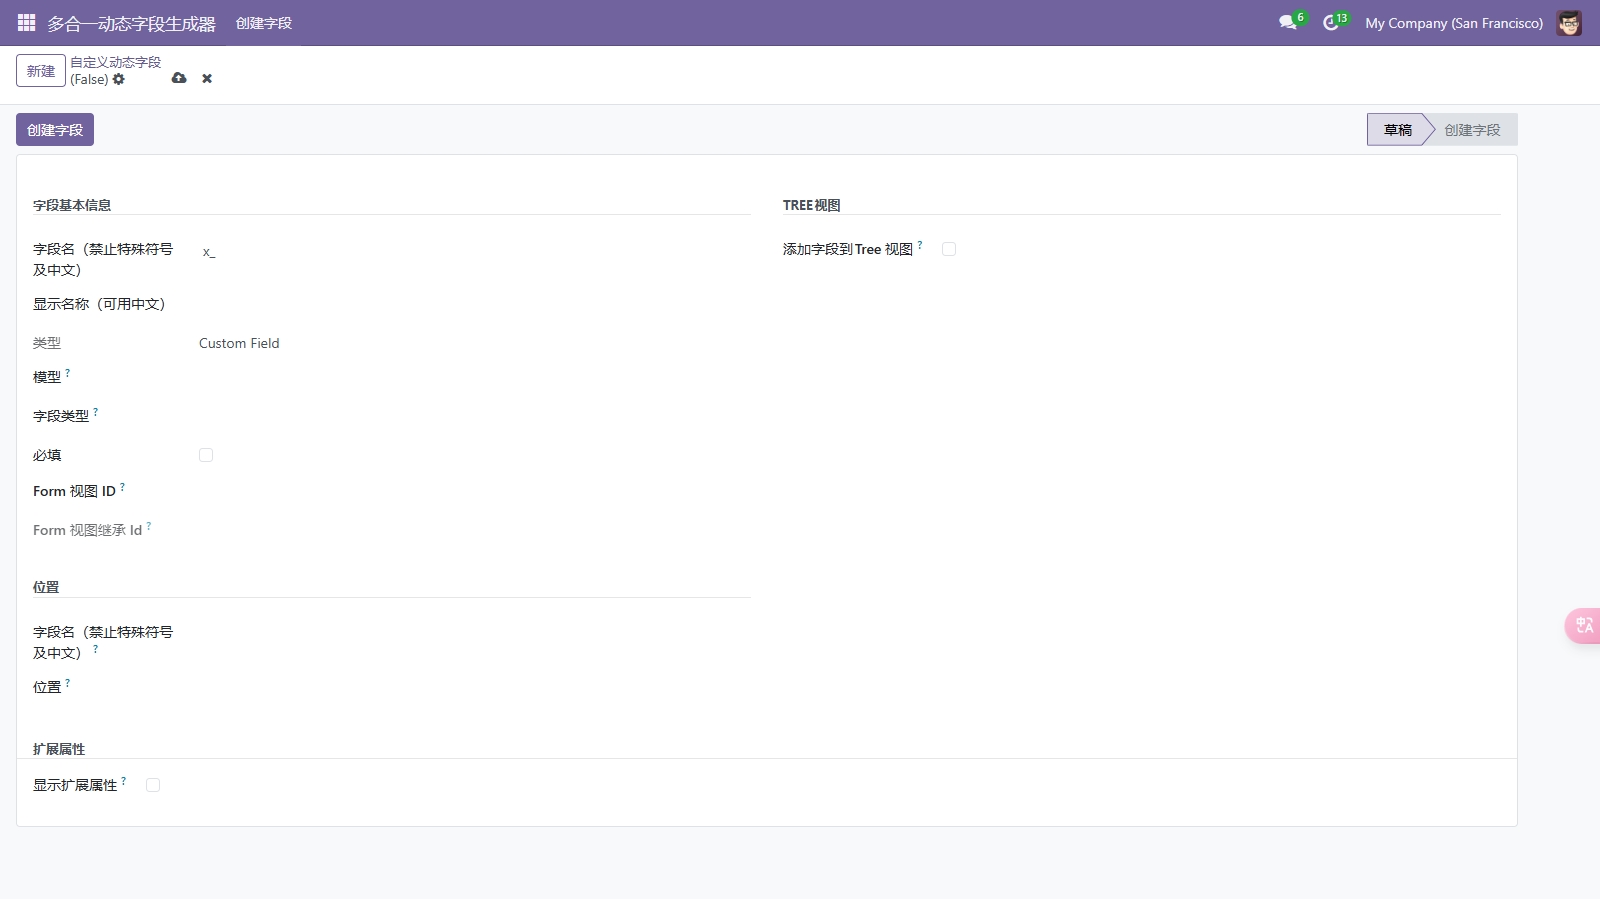 多合一动态字段生成器 创建字段 6 13 My Company (San Francisco)
新建 自定义动态字段
(False)
创建字段 草稿 创建字段
字段基本信息
字段名（禁止特殊符号
及中文） x_
显示名称（可用中文）
类型 Custom Field
模型 ?
字段类型 ?
必填
Form 视图 ID ?
Form 视图继承 Id ?
TREE视图
添加字段到Tree 视图 ?
位置
字段名（禁止特殊符号
及中文） ?
位置 ?
扩展属性
显示扩展属性 ?
中A